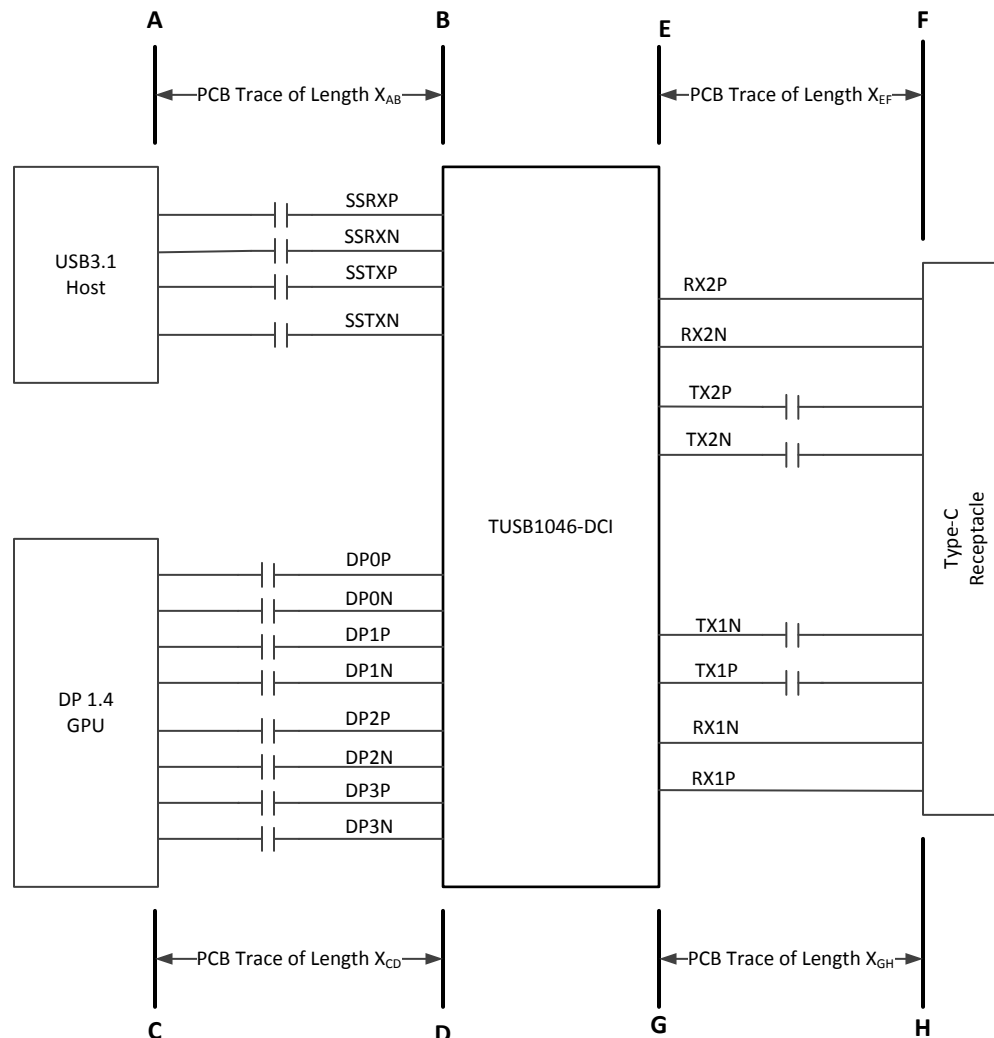 A
B
E
F
PCB Trace of Length XAB
PCB Trace of Length XEF
USB3.1
Host
SSRXP
SSRXN
SSTXP
SSTXN
RX2P
RX2N
TX2P
TX2N
TUSB1046-DCI
Type-C
Receptacle
DP 1.4
GPU
DP0P
DP0N
DP1P
DP1N
DP2P
DP2N
DP3P
DP3N
TX1N
TX1P
RX1N
RX1P
PCB Trace of Length XCD
PCB Trace of Length XGH
C
D
G
H